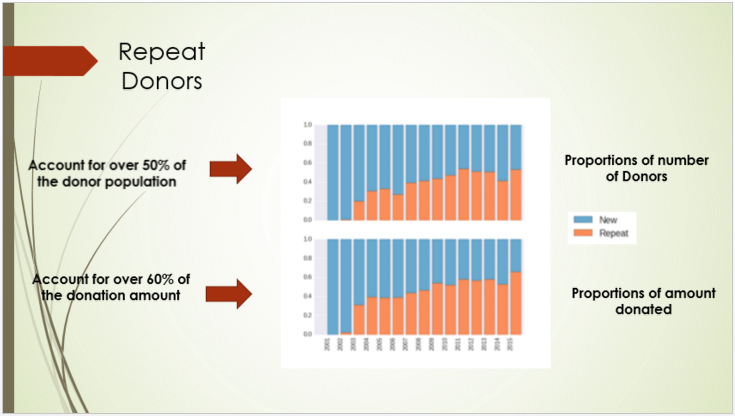 Repeat
Donors
Account for over 50% of
the donor population
1.0
0.8
0.6
0.4
0.2
0.0
Proportions of number
of Donors
New
Repeat
Account for over 60% of
the donation amount
1.0
0.8
0.6
0.4
0.2
0.0
2001
2002
2003
2004
2005
2006
2007
2008
2009
2010
2011
2012
2013
2014
2015
Proportions of amount
donated